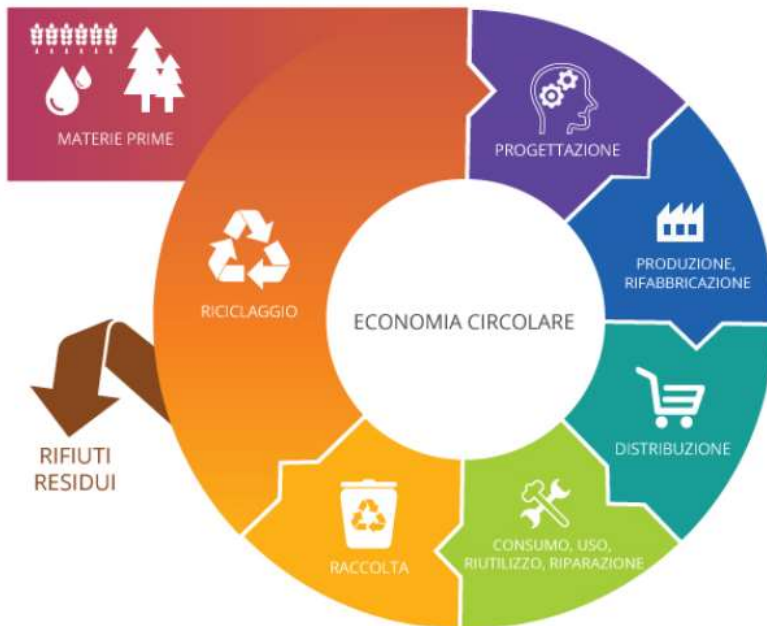 MATERIE PRIME
PROGETTAZIONE
PRODUZIONE,
RIFABBRICAZIONE
RICICLAGGIO
ECONOMIA CIRCOLARE
DISTRIBUZIONE
RIFIUTI
RESIDUI
CONSUMO, USO,
RIUTILIZZO, RIPARAZIONE
RACCOLTA